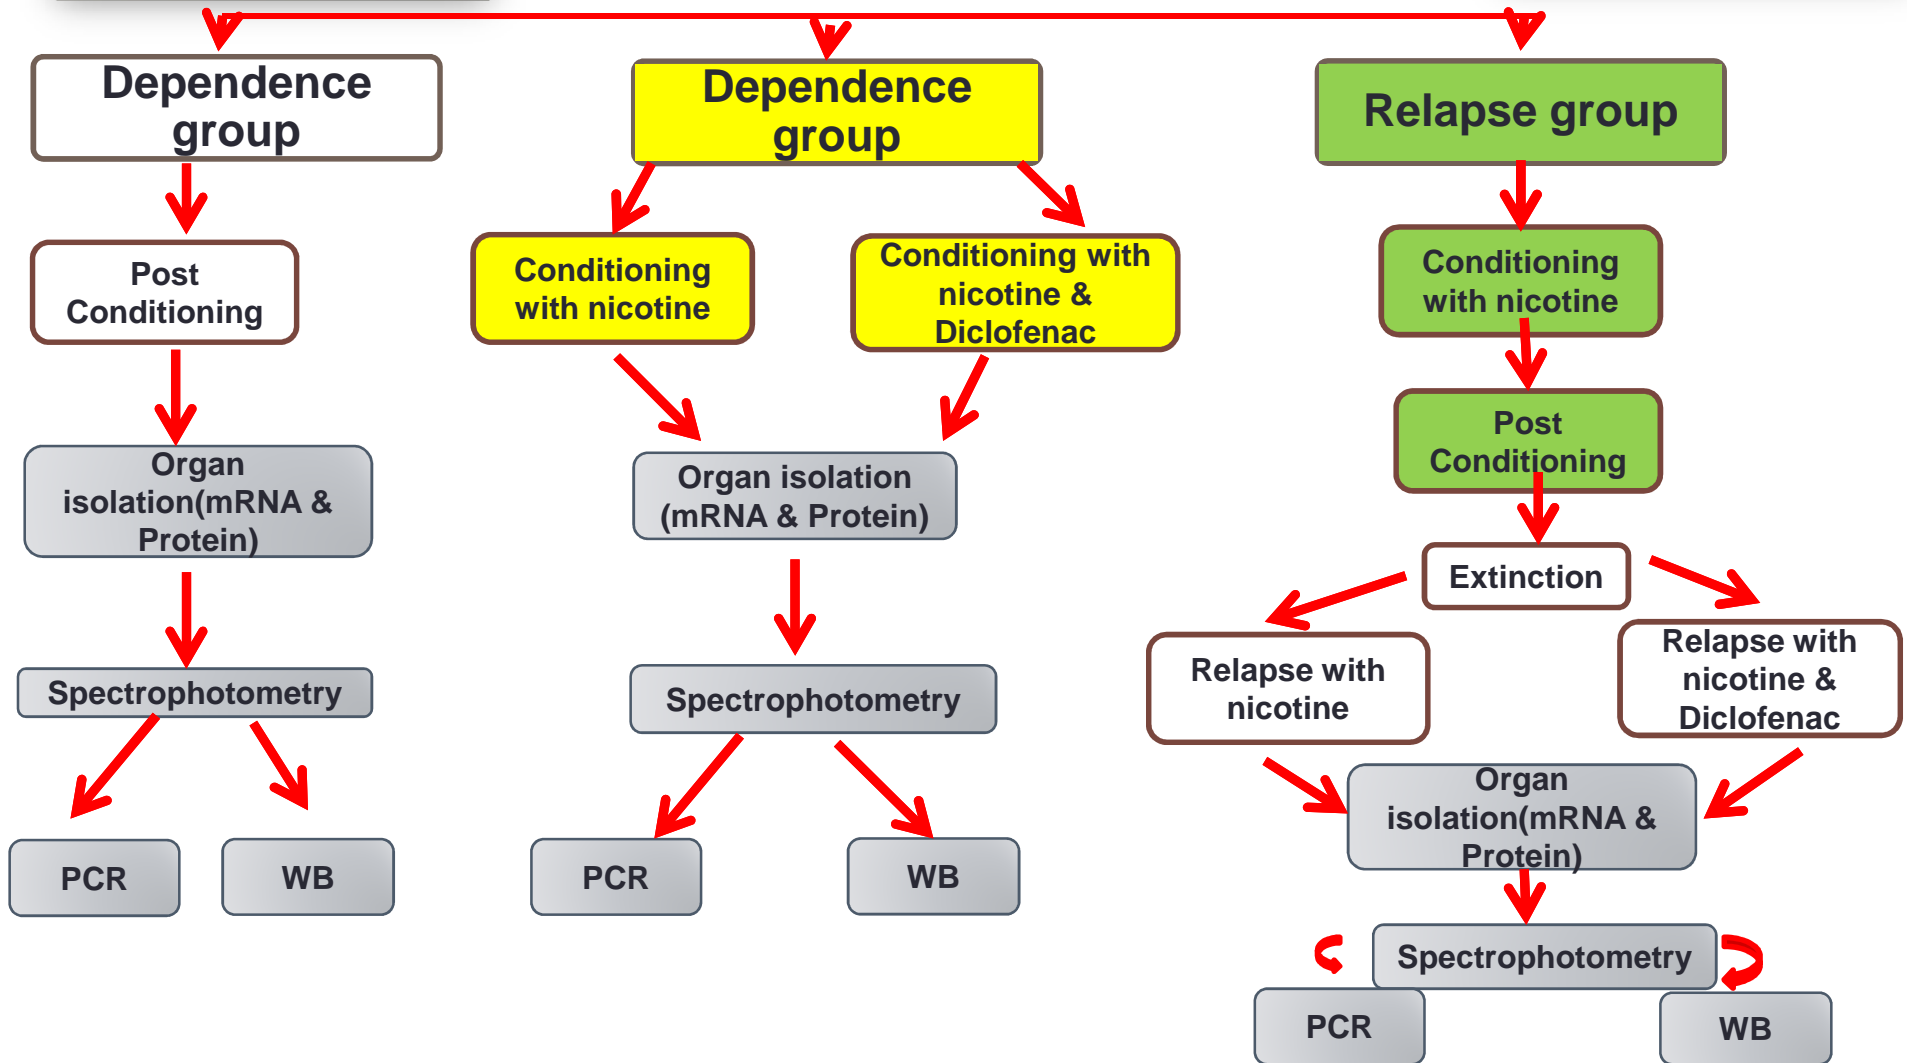 Dependence
group
Post
Conditioning
Organ
isolation(mRNA &
Protein)
Spectrophotometry
PCR
WB
Dependence
group
Conditioning
with nicotine
Conditioning with
nicotine &
Diclofenac
Organ isolation
(mRNA & Protein)
Spectrophotometry
PCR
WB
Relapse group
Conditioning
with nicotine
Post
Conditioning
Extinction
Relapse with
nicotine
Relapse with
nicotine &
Diclofenac
Organ
isolation(mRNA &
Protein)
Spectrophotometry
PCR
WB